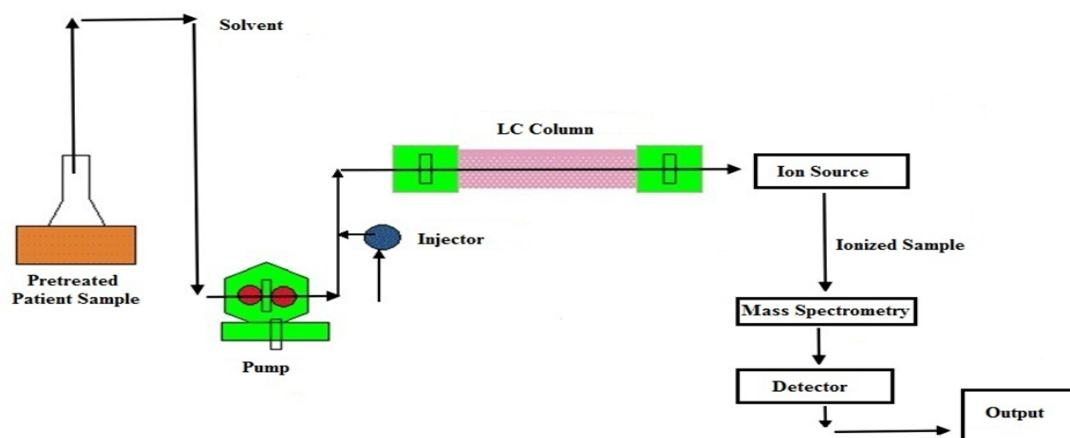 Solvent
Pretreated
Patient Sample
Pump
Injector
LC Column
Ion Source
Ionized Sample
Mass Spectrometry
Detector
Output